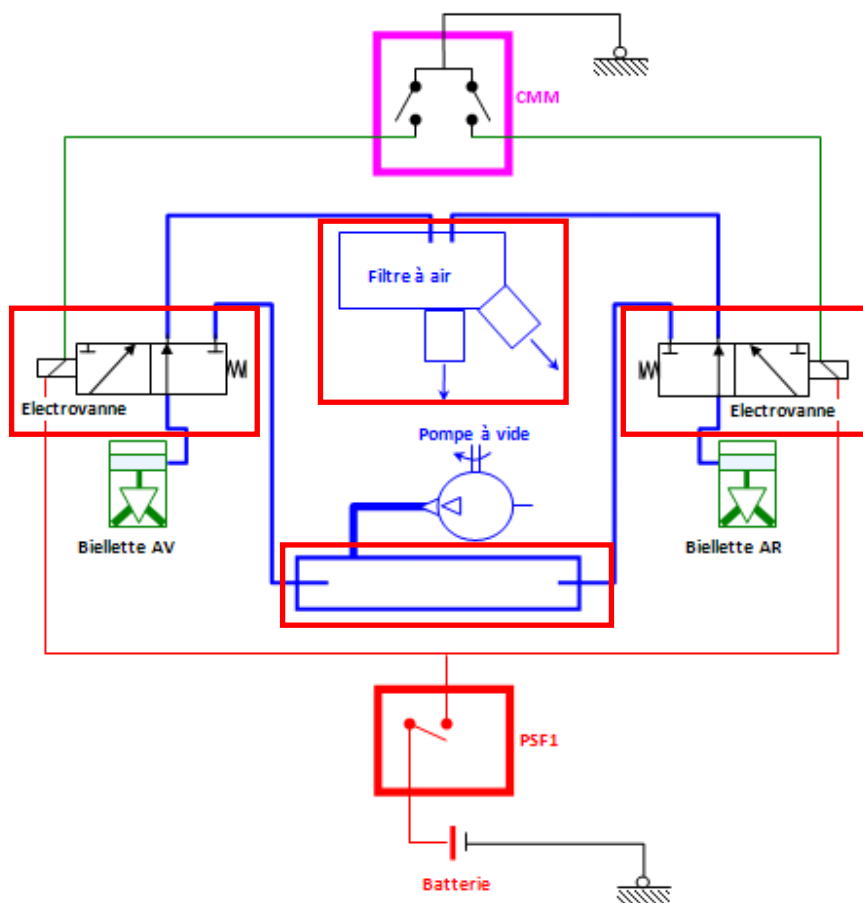 CMM
Filtre à air
Electrovanne
Electrovanne
Pompe à vide
Biellette AV
Biellette AR
PSF1
Batterie